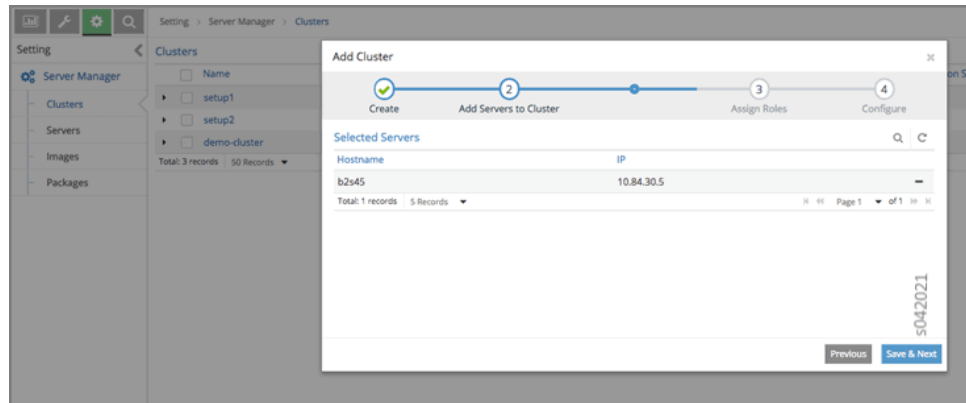 Setting > Server Manager > Clusters
Setting
Server Manager
Clusters
Servers
Images
Packages
Clusters
Name
on S
setup1
setup2
demo-cluster
Total: 3 records 50 Records
Add Cluster
2 3 4
Create Add Servers to Cluster Assign Roles Configure
Selected Servers
Hostname IP
b2s45 10.84.30.5
Total: 1 records 5 Records Page 1 of 1
s042021
Previous Save & Next